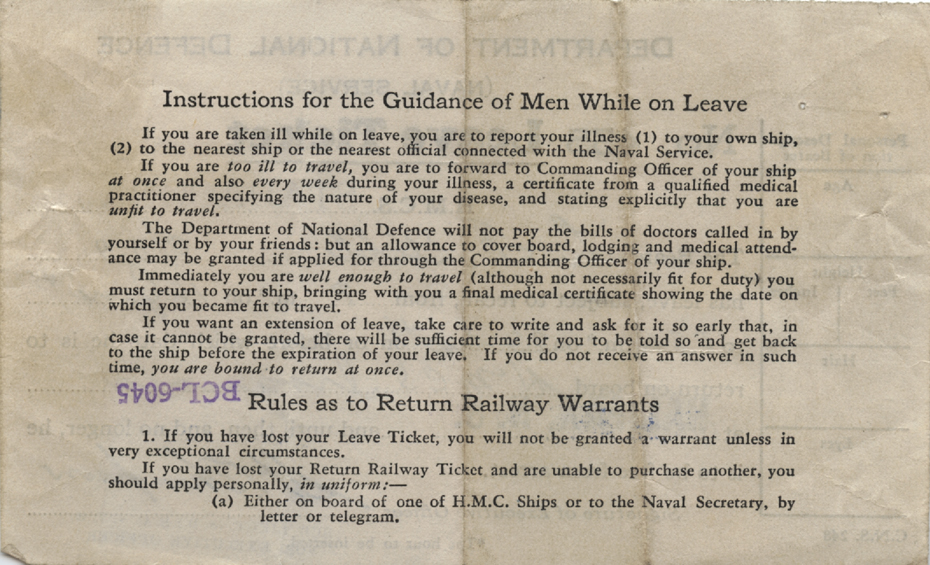 Instructions for the Guidance of Men While on Leave
If you are taken ill while on leave, you are to report your illness (1) to your own ship,
(2) to the nearest ship or the nearest official connected with the Naval Service.
If you are too ill to travel, you are to forward to Commanding Officer of your ship
at once and also every week during your illness, a certificate from a qualified medical
practitioner specifying the nature of your disease, and stating explicitly that you are
unfit to travel.
The Department of National Defence will not pay the bills of doctors called in by
yourself or by your friends: but an allowance to cover board, lodging and medical attend-
ance may be granted if applied for through the Commanding Officer of your ship.
Immediately you are well enough to travel (although not necessarily fit for duty) you
must return to your ship, bringing with you a final medical certificate showing the date on
which you became fit to travel.
If you want an extension of leave, take care to write and ask for it so early that, in
case it cannot be granted, there will be sufficient time for you to be told so and get back
to the ship before the expiration of your leave. If you do not receive an answer in such
time, you are bound to return at once.
BCL-6045
Rules as to Return Railway Warrants
1. If you have lost your Leave Ticket, you will not be granted a warrant unless in
very exceptional circumstances.
If you have lost your Return Railway Ticket and are unable to purchase another, you
should apply personally, in uniform:—
(a) Either on board of one of H.M.C. Ships or to the Naval Secretary, by
letter or telegram.